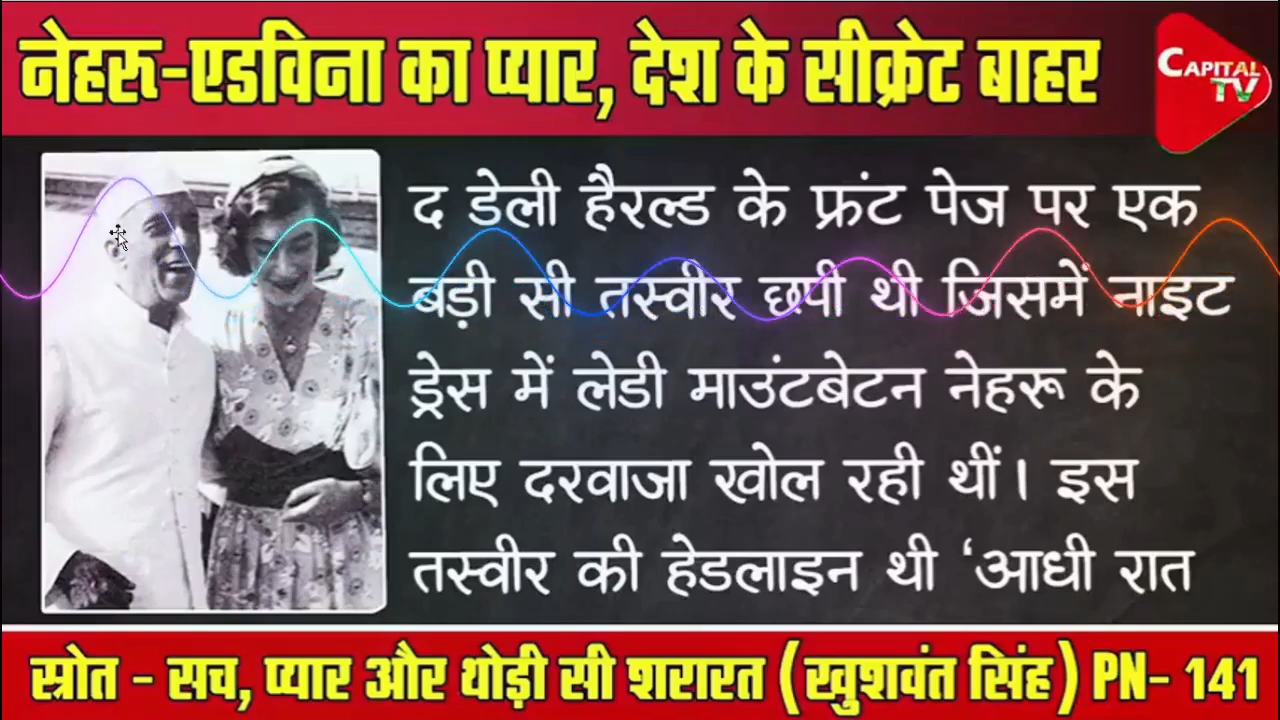 नेहरू-एडविना का प्यार, देश के सीक्रेट बाहर
CAPITAL
TV
द डेली हैरल्ड के फ्रंट पेज पर एक
बड़ी सी तस्वीर छपी थी जिसमें नाइट
ड्रेस में लेडी माउंटबेटन नेहरू के
लिए दरवाजा खोल रही थीं। इस
तस्वीर की हेडलाइन थी ‘आधी रात
स्रोत - सच, प्यार और थोड़ी सी शरारत (खुशवंत सिंह) PN- 141